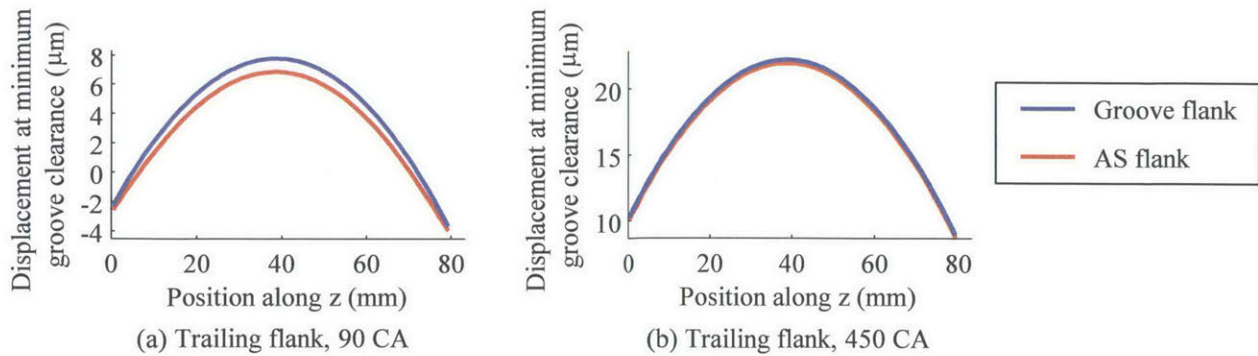 Displacement at minimum
groove clearance (μm)
8
6
4
2
0
-2
-4
0
20
40
60
80
Position along z (mm)
(a) Trailing flank, 90 CA
Displacement at minimum
groove clearance (μm)
20
15
10
0
20
40
60
80
Position along z (mm)
(b) Trailing flank, 450 CA
Groove flank
AS flank